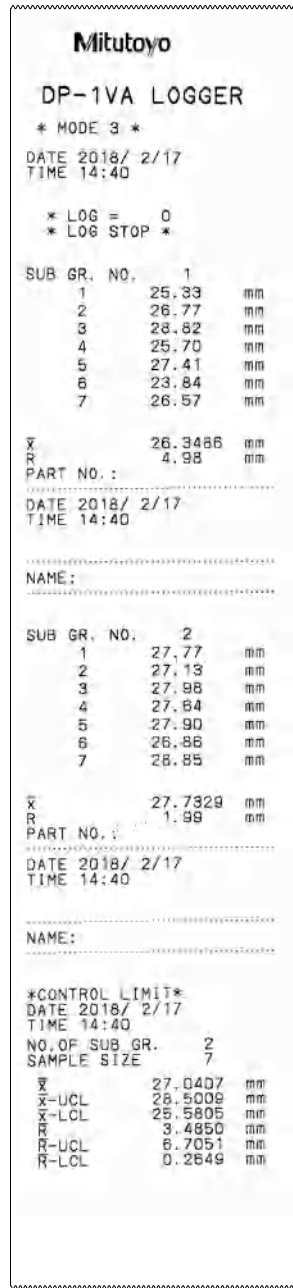 Mitutoyo
DP-1VA LOGGER
* MODE 3 *
DATE 2018/ 2/17
TIME 14:40
* LOG = 0
* LOG STOP *
SUB GR. NO. 1
1 25.33 mm
2 26.77 mm
3 28.82 mm
4 25.70 mm
5 27.41 mm
6 23.84 mm
7 26.57 mm
x̄ 26.3486 mm
R 4.98 mm
PART NO.:
DATE 2018/ 2/17
TIME 14:40
NAME:
SUB GR. NO. 2
1 27.77 mm
2 27.13 mm
3 27.98 mm
4 27.64 mm
5 27.90 mm
6 26.86 mm
7 28.85 mm
x̄ 27.7329 mm
R 1.99 mm
PART NO.:
DATE 2018/ 2/17
TIME 14:40
NAME:
*CONTROL LIMIT*
DATE 2018/ 2/17
TIME 14:40
NO.OF SUB GR. 2
SAMPLE SIZE 7
x̿ 27.0407 mm
x̄-UCL 28.5009 mm
x̄-LCL 25.5805 mm
R̄ 3.4850 mm
R̄-UCL 6.7051 mm
R̄-LCL 0.2649 mm